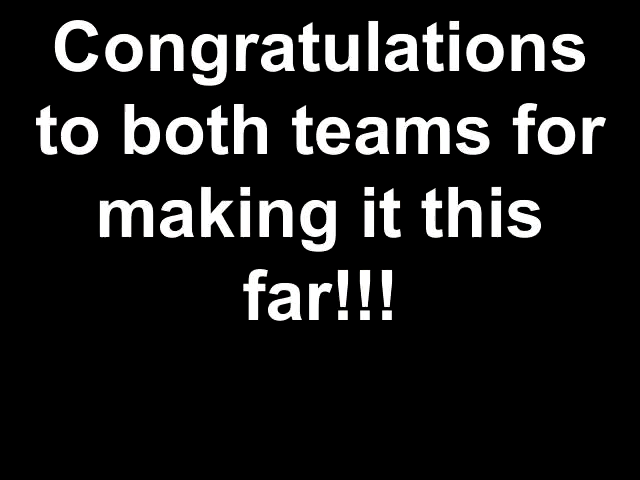 Congratulations
to both teams for
making it this
far!!!